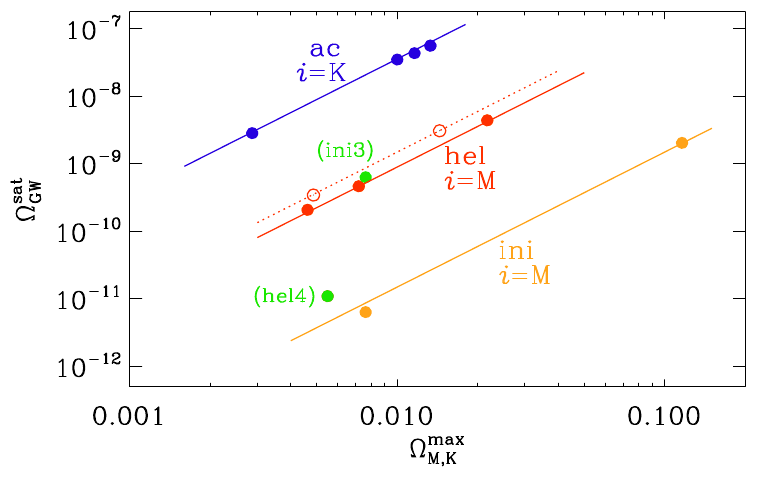 10⁻⁷
10⁻⁸
10⁻⁹
10⁻¹⁰
10⁻¹¹
10⁻¹²
Ω_GW^sat
ac
i=K
(ini3)
hel
i=M
ini
i=M
(hel4)
0.001
0.010
0.100
Ω_M,K^max